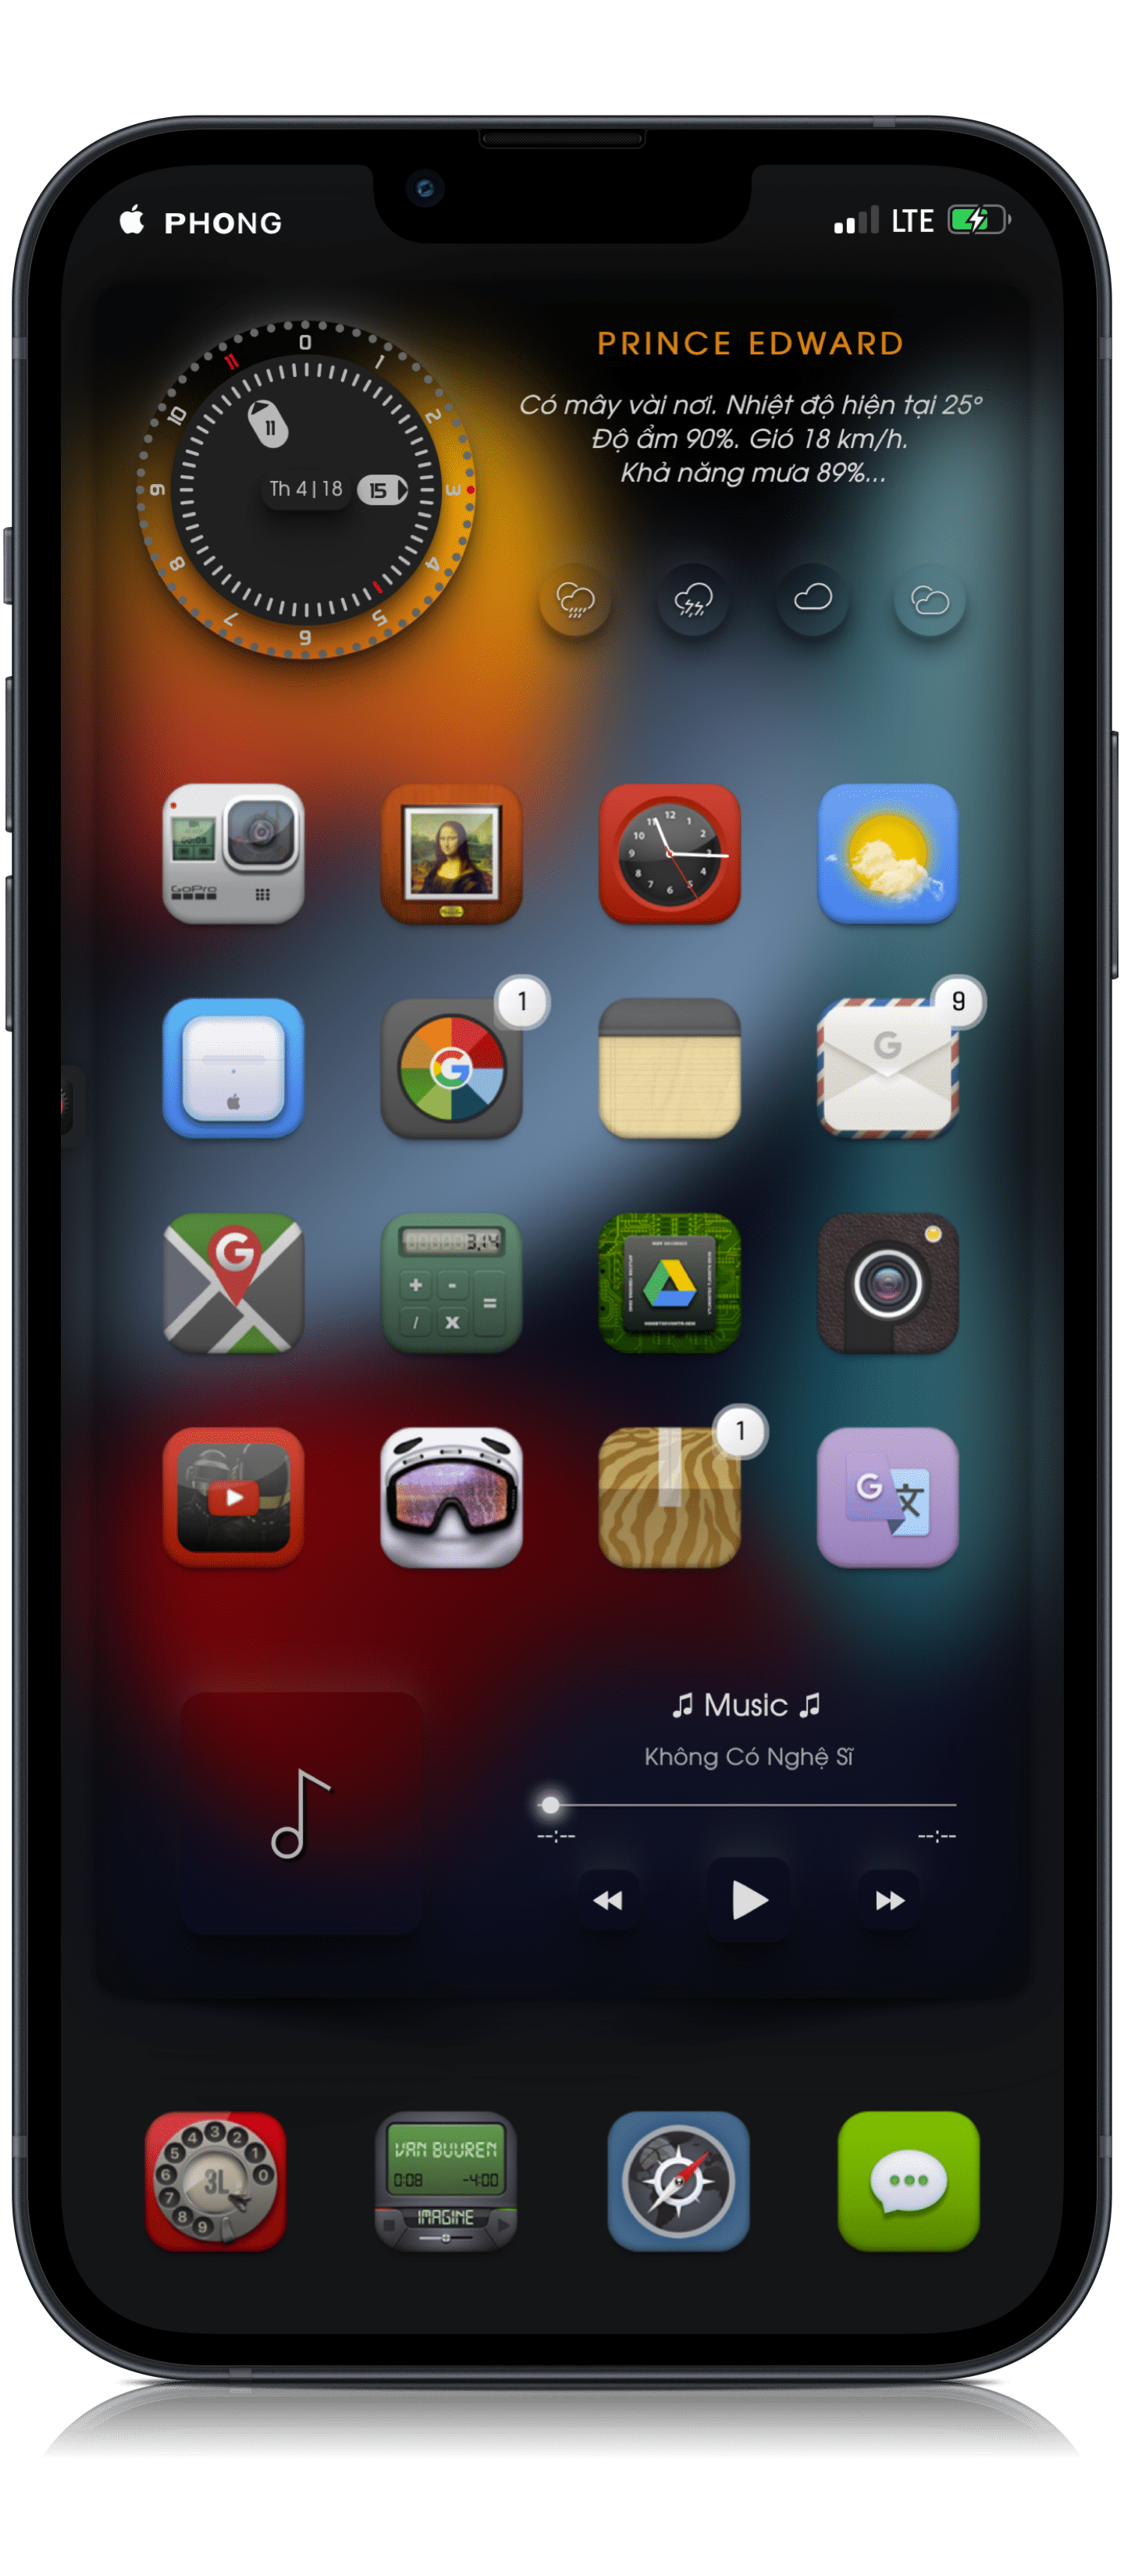 PHONG
LTE
0
1
2
3
4
5
6
7
8
9
10
11
11
Th 4|18
15
PRINCE EDWARD
Có mây vài nơi. Nhiệt độ hiện tại 25°
Độ ẩm 90%. Gió 18 km/h.
Khả năng mưa 89%...
GoPro
12
1
2
3
4
5
6
7
8
9
10
11
1
G
9
G
G
000003.14
+ -
=
/ x
1
G 文
♫ Music ♫
Không Có Nghệ Sĩ
--:-- --:--
3L
1
2
3
4
5
6
7
8
9
0
VAN BUUREN
0:08 -4:00
IMAGINE